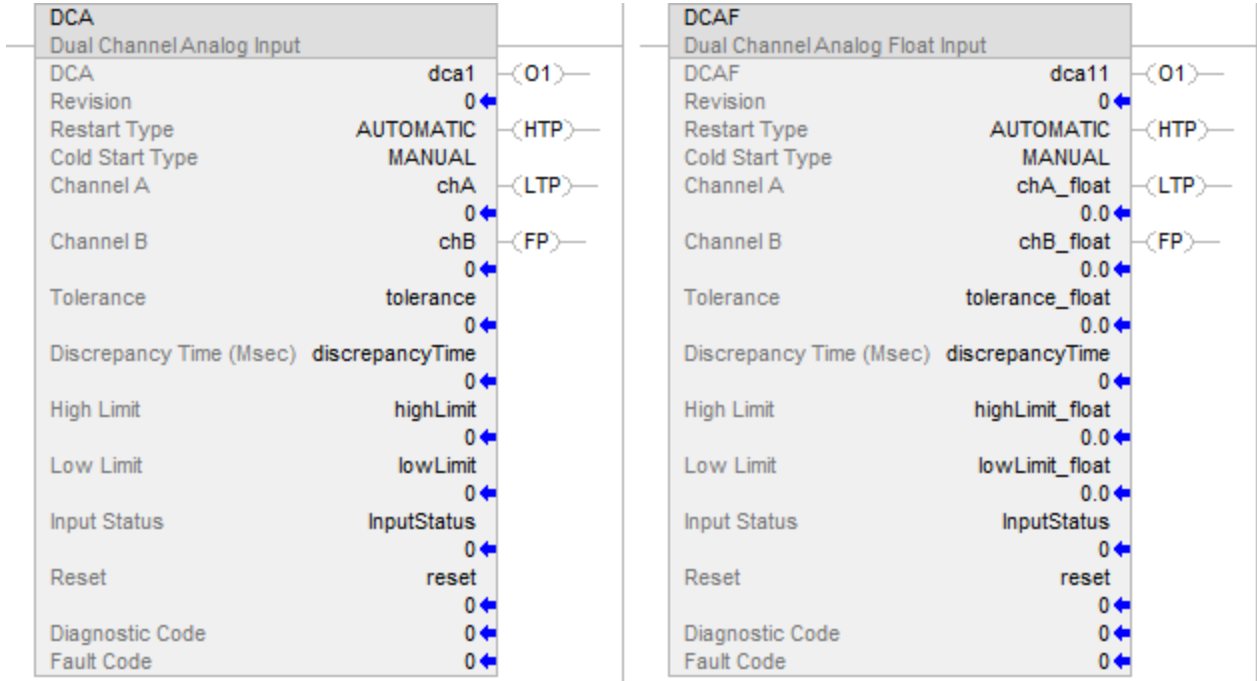 DCA
Dual Channel Analog Input
DCA dca1 (O1)
Revision 0
Restart Type AUTOMATIC (HTP)
Cold Start Type MANUAL
Channel A chA (LTP)
0
Channel B chB (FP)
0
Tolerance tolerance
0
Discrepancy Time (Msec) discrepancyTime
0
High Limit highLimit
0
Low Limit lowLimit
0
Input Status InputStatus
0
Reset reset
0
Diagnostic Code 0
Fault Code 0
DCAF
Dual Channel Analog Float Input
DCAF dca11 (O1)
Revision 0
Restart Type AUTOMATIC (HTP)
Cold Start Type MANUAL
Channel A chA_float (LTP)
0.0
Channel B chB_float (FP)
0.0
Tolerance tolerance_float
0.0
Discrepancy Time (Msec) discrepancyTime
0
High Limit highLimit_float
0.0
Low Limit lowLimit_float
0.0
Input Status InputStatus
0
Reset reset
0
Diagnostic Code 0
Fault Code 0